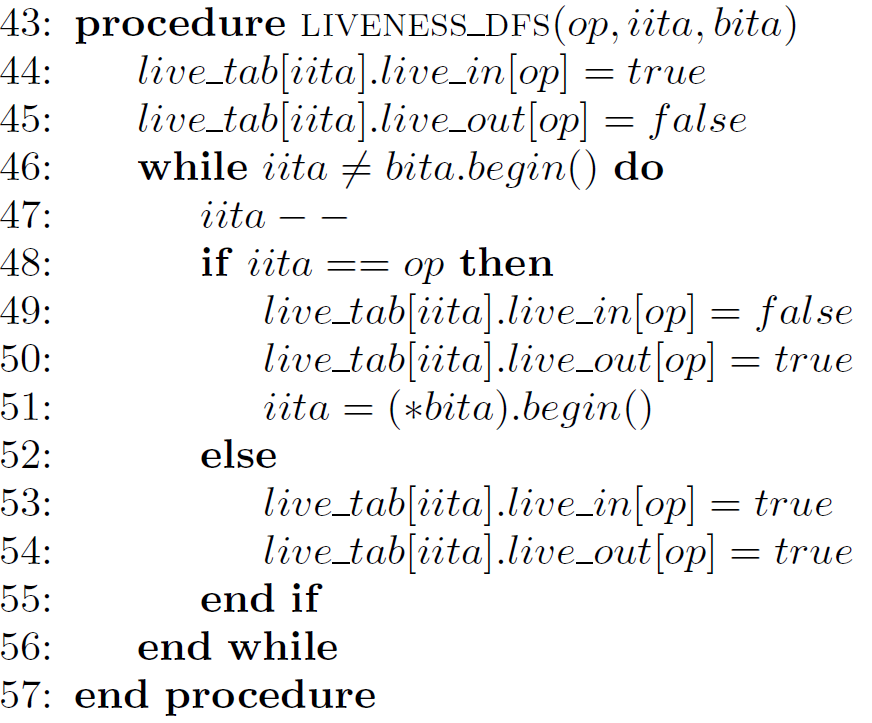 43: procedure LIVENESS_DFS(op, iita, bita)
44: live_tab[iita].live_in[op] = true
45: live_tab[iita].live_out[op] = false
46: while iita ≠ bita.begin() do
47: iita − −
48: if iita == op then
49: live_tab[iita].live_in[op] = false
50: live_tab[iita].live_out[op] = true
51: iita = (∗bita).begin()
52: else
53: live_tab[iita].live_in[op] = true
54: live_tab[iita].live_out[op] = true
55: end if
56: end while
57: end procedure